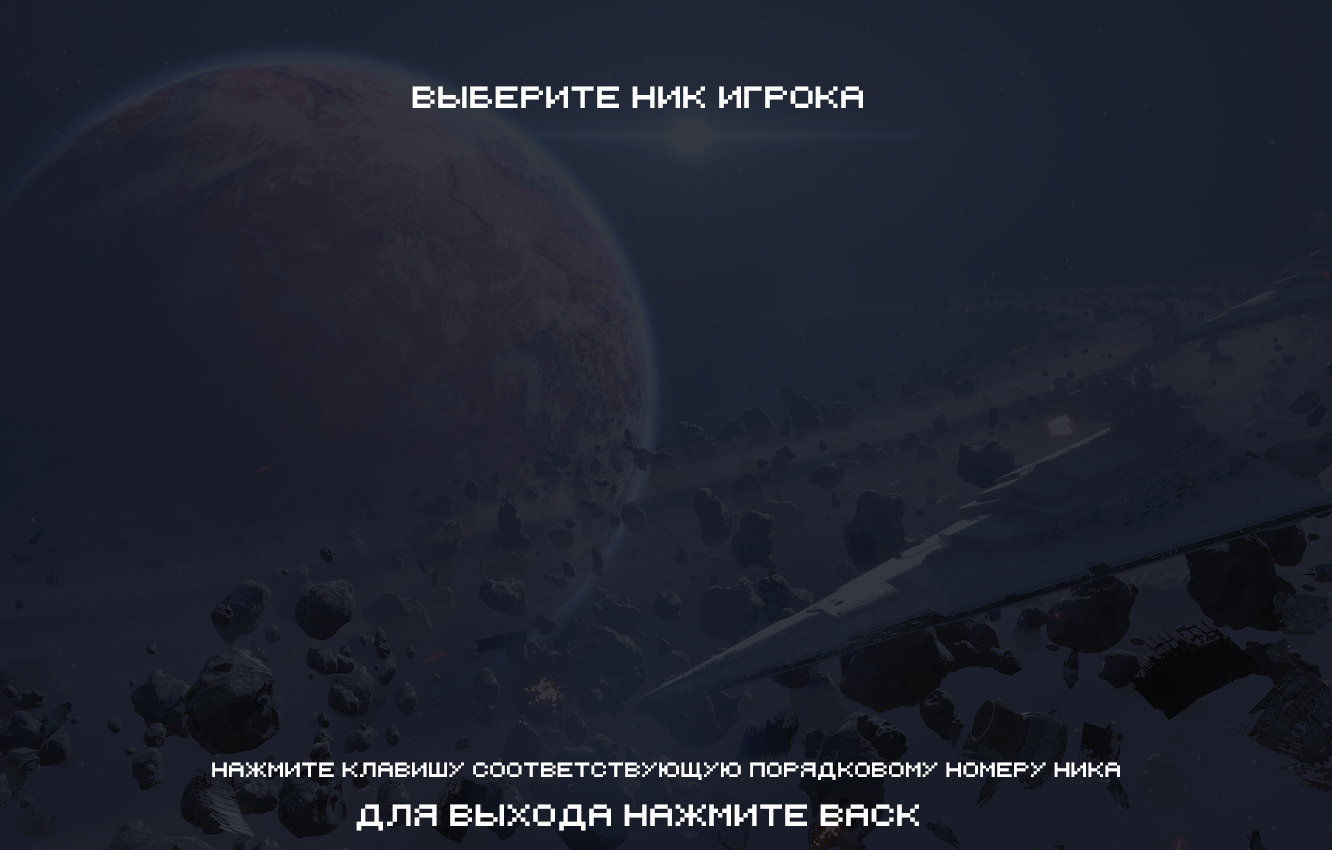 ВЫБЕРИТЕ НИК ИГРОКА
НАЖМИТЕ КЛАВИШУ СООТВЕТСТВУЮЩУЮ ПОРЯДКОВОМУ НОМЕРУ НИКА
ДЛЯ ВЫХОДА НАЖМИТЕ BACK